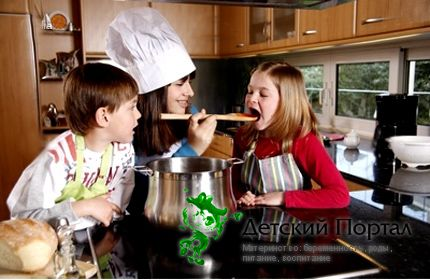 Детский Портал
Материнство: беременность, роды,
питание, воспитание